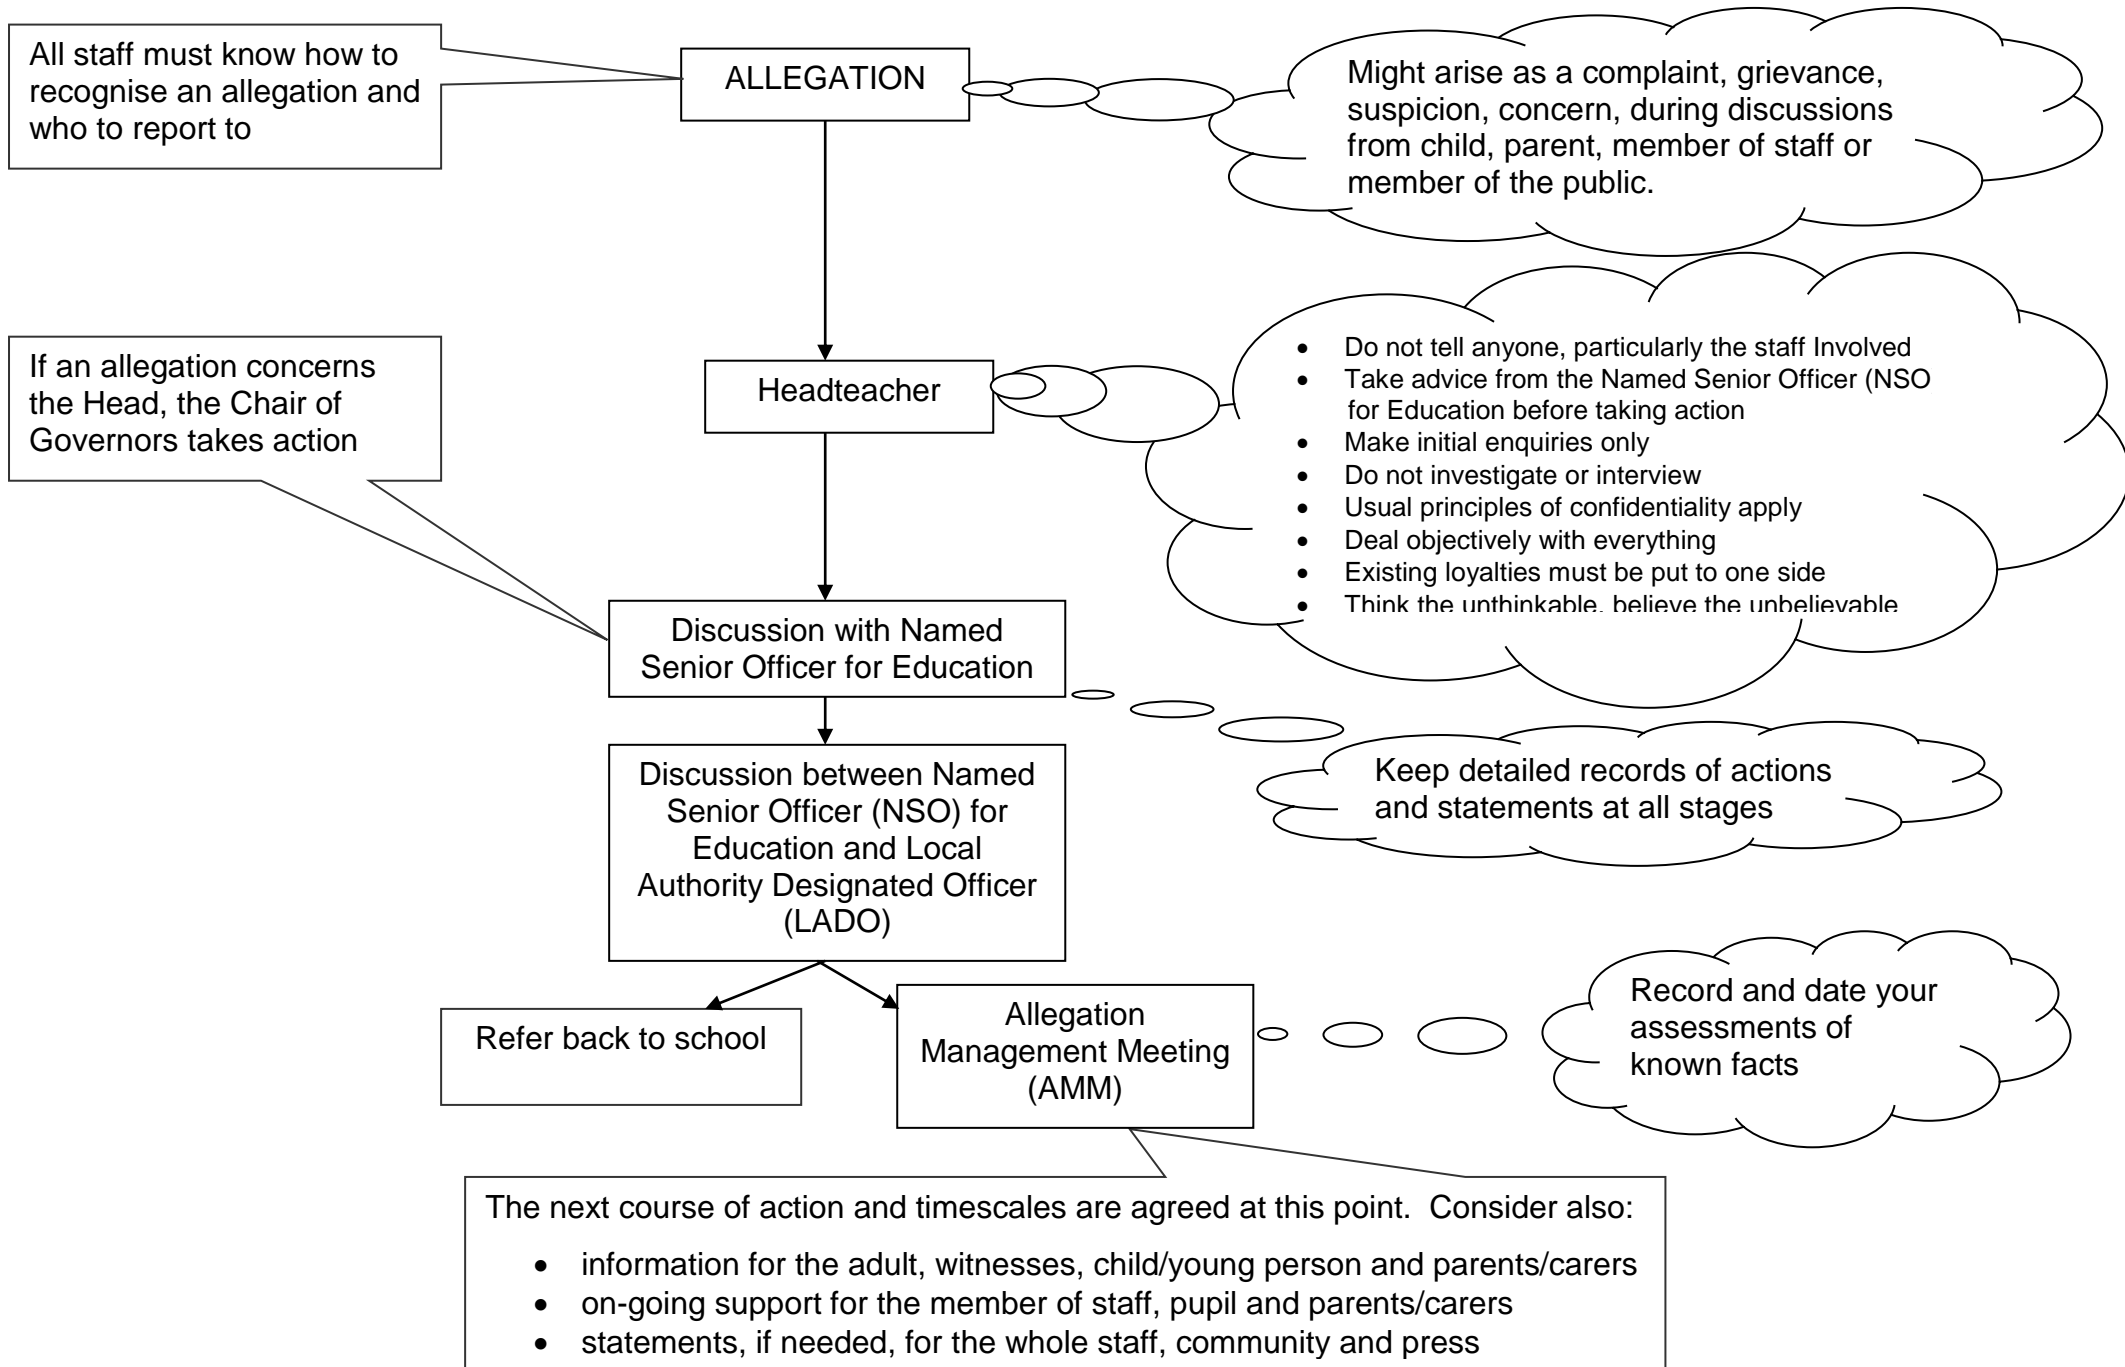 All staff must know how to
recognise an allegation and
who to report to
ALLEGATION
Might arise as a complaint, grievance,
suspicion, concern, during discussions
from child, parent, member of staff or
member of the public.
If an allegation concerns
the Head, the Chair of
Governors takes action
Headteacher
• Do not tell anyone, particularly the staff Involved
• Take advice from the Named Senior Officer (NSO
for Education before taking action
• Make initial enquiries only
• Do not investigate or interview
• Usual principles of confidentiality apply
• Deal objectively with everything
• Existing loyalties must be put to one side
• Think the unthinkable, believe the unbelievable
Discussion with Named
Senior Officer for Education
Keep detailed records of actions
and statements at all stages
Discussion between Named
Senior Officer (NSO) for
Education and Local
Authority Designated Officer
(LADO)
Refer back to school
Allegation
Management Meeting
(AMM)
Record and date your
assessments of
known facts
The next course of action and timescales are agreed at this point.  Consider also:
• information for the adult, witnesses, child/young person and parents/carers
• on-going support for the member of staff, pupil and parents/carers
• statements, if needed, for the whole staff, community and press